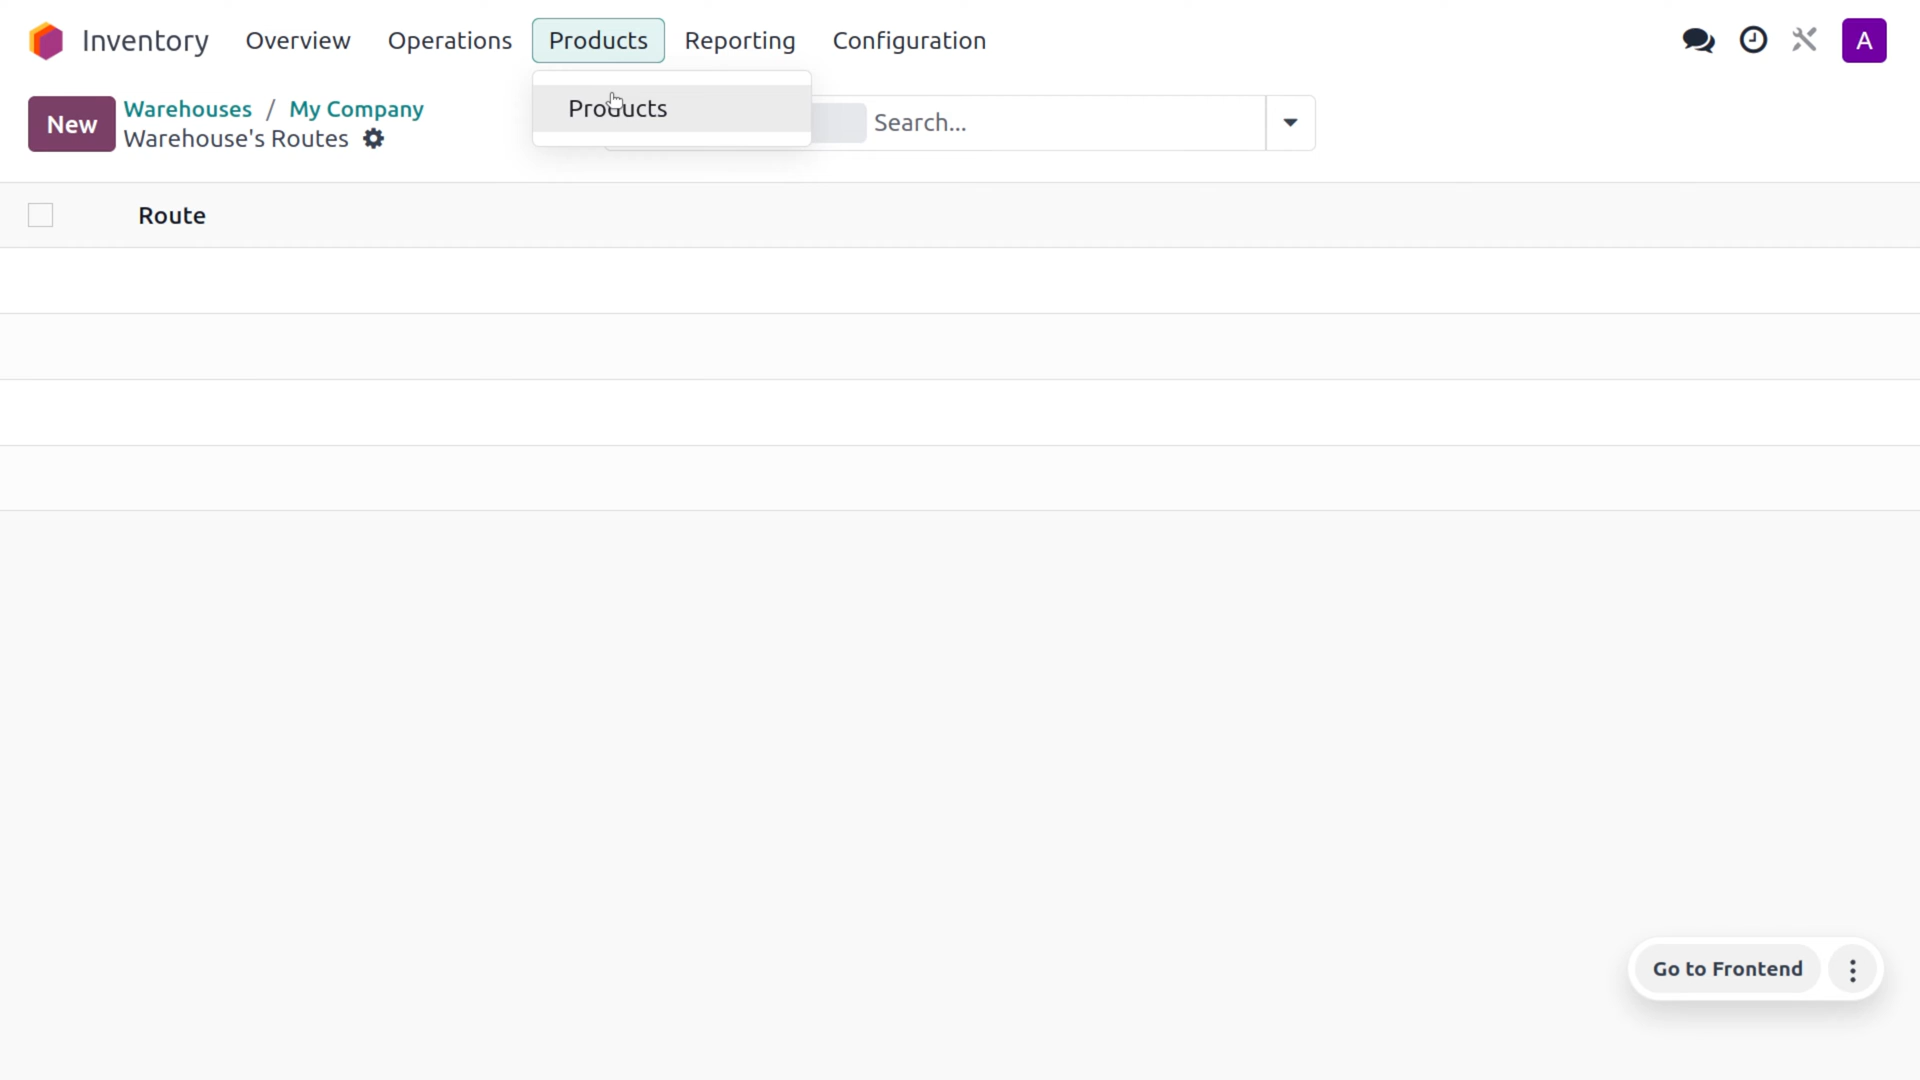 Inventory Overview Operations Products Reporting Configuration A
Products
New Warehouses / My Company
Warehouse's Routes
Search...
Route
Go to Frontend